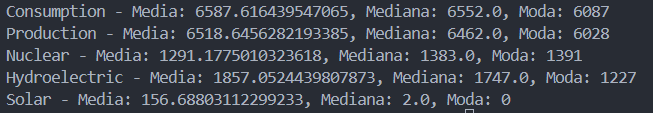 Consumption - Media: 6587.616439547065, Mediana: 6552.0, Moda: 6087
Production - Media: 6518.6456282193385, Mediana: 6462.0, Moda: 6028
Nuclear - Media: 1291.1775010323618, Mediana: 1383.0, Moda: 1391
Hydroelectric - Media: 1857.0524439807873, Mediana: 1747.0, Moda: 1227
Solar - Media: 156.68803112299233, Mediana: 2.0, Moda: 0